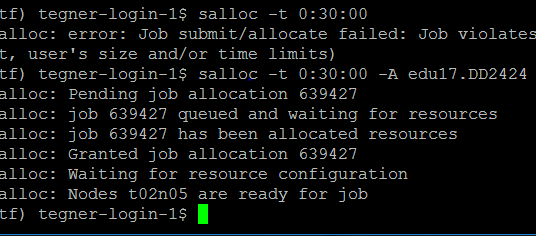 tf) tegner-login-1$ salloc -t 0:30:00
alloc: error: Job submit/allocate failed: Job violates
t, user's size and/or time limits)
tf) tegner-login-1$ salloc -t 0:30:00 -A edu17.DD2424
alloc: Pending job allocation 639427
alloc: job 639427 queued and waiting for resources
alloc: job 639427 has been allocated resources
alloc: Granted job allocation 639427
alloc: Waiting for resource configuration
alloc: Nodes t02n05 are ready for job
tf) tegner-login-1$